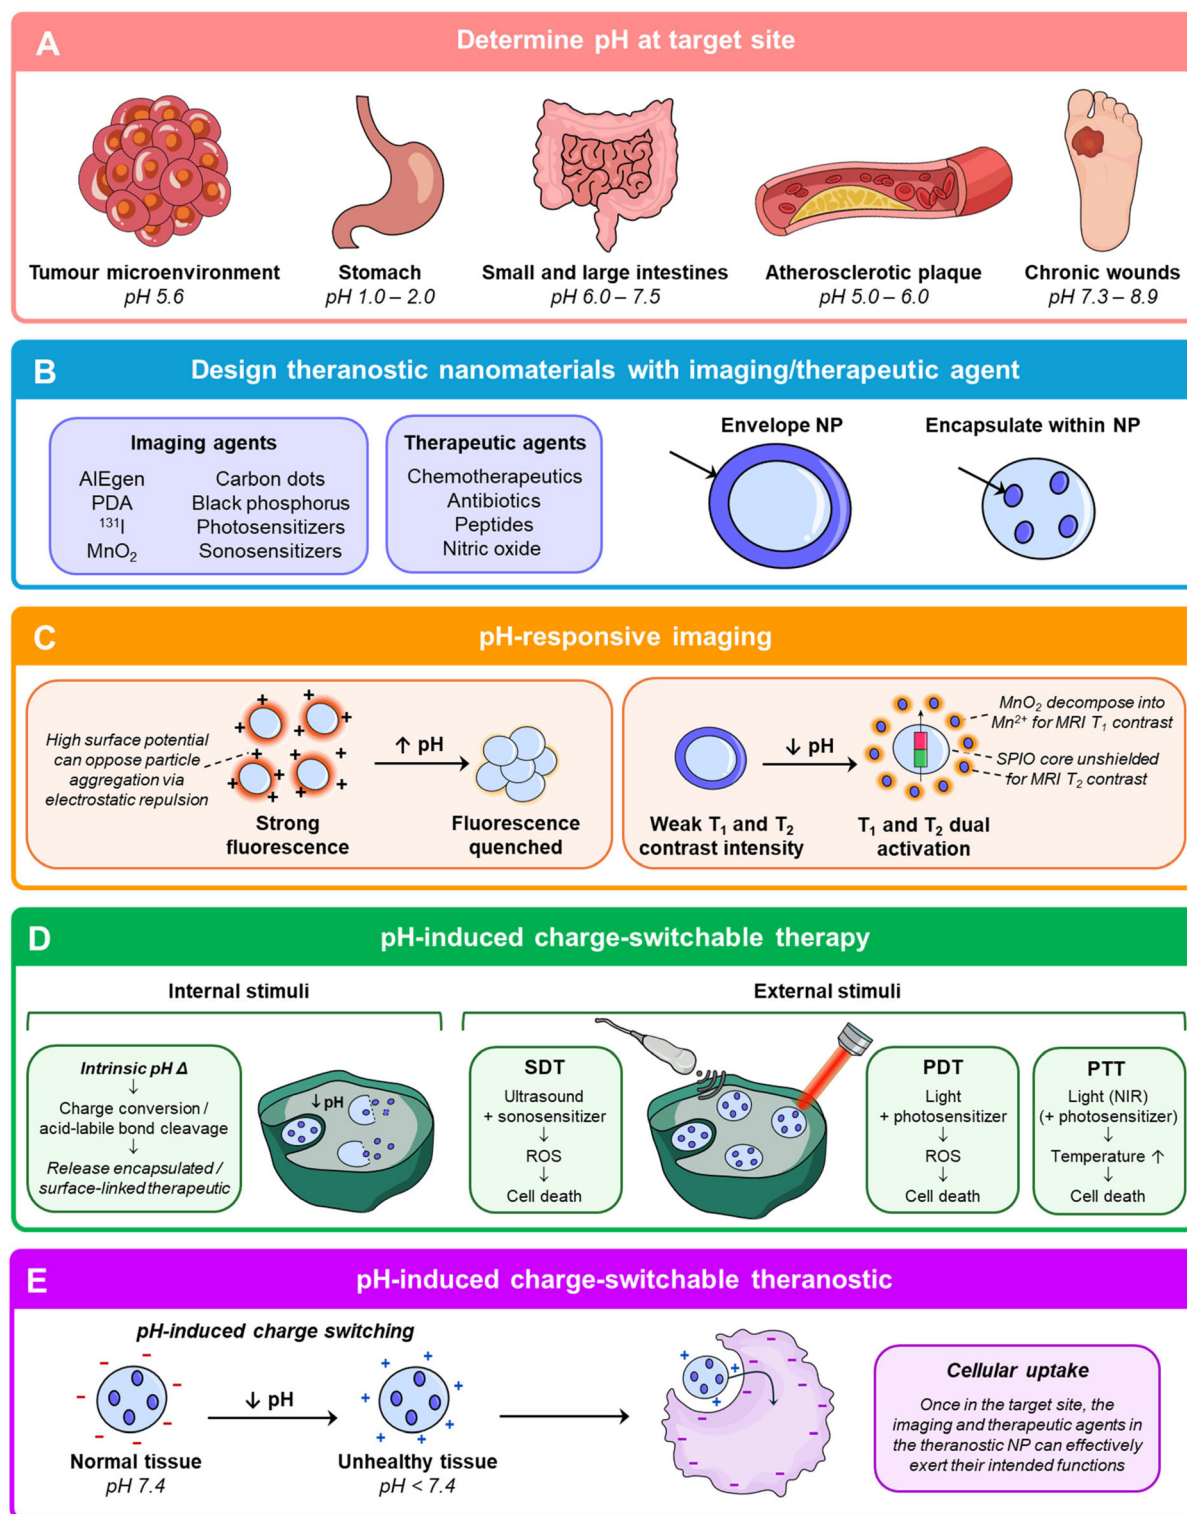 A
Determine pH at target site
Tumour microenvironment
pH 5.6
Stomach
pH 1.0 – 2.0
Small and large intestines
pH 6.0 – 7.5
Atherosclerotic plaque
pH 5.0 – 6.0
Chronic wounds
pH 7.3 – 8.9
B
Design theranostic nanomaterials with imaging/therapeutic agent
Imaging agents
AIEgen
PDA
¹³¹I
MnO₂
Carbon dots
Black phosphorus
Photosensitizers
Sonosensitizers
Therapeutic agents
Chemotherapeutics
Antibiotics
Peptides
Nitric oxide
Envelope NP
Encapsulate within NP
C
pH-responsive imaging
High surface potential
can oppose particle
aggregation via
electrostatic repulsion
+ + + + + + + + + + + +
Strong
fluorescence
↑ pH
Fluorescence
quenched
Weak T₁ and T₂
contrast intensity
↓ pH
T₁ and T₂ dual
activation
MnO₂ decompose into
Mn²⁺ for MRI T₁ contrast
SPIO core unshielded
for MRI T₂ contrast
D
pH-induced charge-switchable therapy
Internal stimuli
Intrinsic pH Δ
↓
Charge conversion /
acid-labile bond cleavage
↓
Release encapsulated /
surface-linked therapeutic
↓ pH
External stimuli
SDT
Ultrasound
+ sonosensitizer
↓
ROS
↓
Cell death
PDT
Light
+ photosensitizer
↓
ROS
↓
Cell death
PTT
Light (NIR)
(+ photosensitizer)
↓
Temperature ↑
↓
Cell death
E
pH-induced charge-switchable theranostic
pH-induced charge switching
Normal tissue
pH 7.4
↓ pH
Unhealthy tissue
pH < 7.4
Cellular uptake
Once in the target site, the
imaging and therapeutic agents in
the theranostic NP can effectively
exert their intended functions